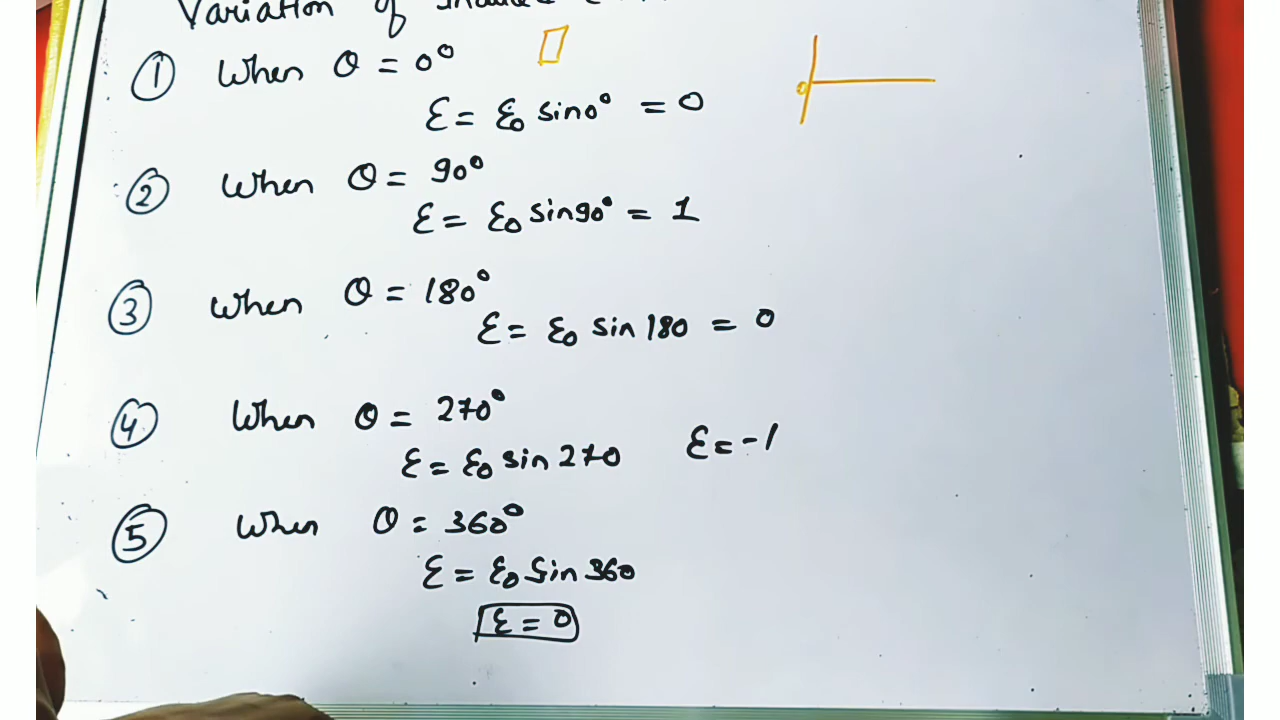 Variation of
① When θ = 0°
ε = ε₀ sin0° = 0
② When θ = 90°
ε = ε₀ sin90° = 1
③ When θ = 180°
ε = ε₀ sin 180 = 0
④ When θ = 270°
ε = ε₀ sin 270 ε = -1
⑤ When θ = 360°
ε = ε₀ sin 360
ε = 0
0